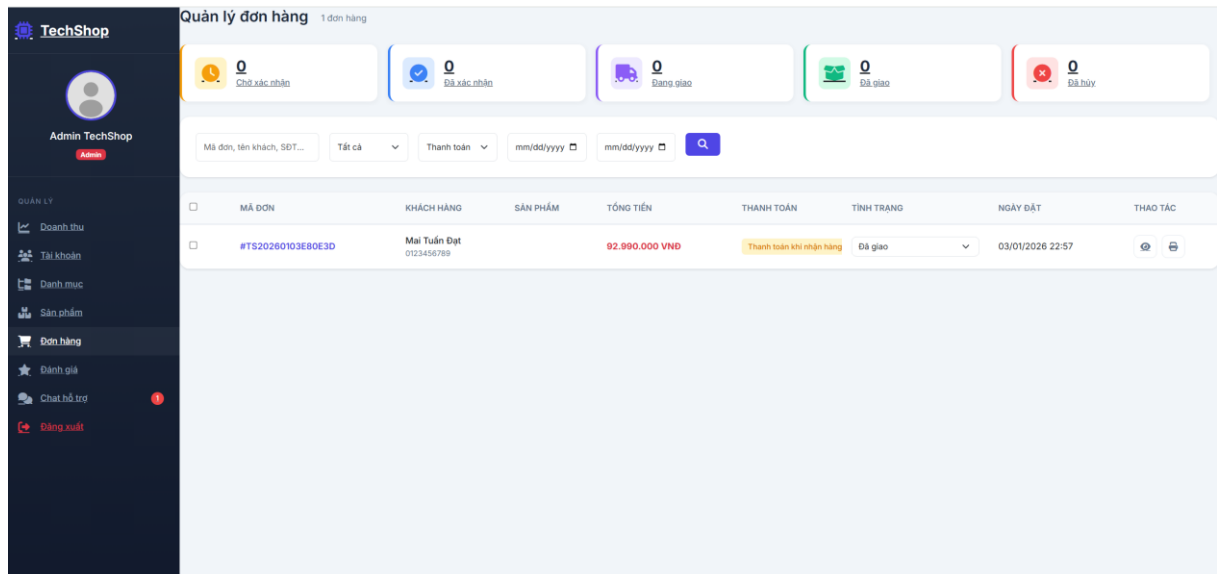 TechShop
Admin TechShop
Admin
QUẢN LÝ
Doanh thu
Tài khoản
Danh mục
Sản phẩm
Đơn hàng
Đánh giá
Chat hỗ trợ 1
Đăng xuất
Quản lý đơn hàng 1 đơn hàng
0
Chờ xác nhận
0
Đã xác nhận
0
Đang giao
0
Đã giao
0
Đã hủy
Mã đơn, tên khách, SĐT... Tất cả Thanh toán mm/dd/yyyy mm/dd/yyyy
MÃ ĐƠN KHÁCH HÀNG SẢN PHẨM TỔNG TIỀN THANH TOÁN TÌNH TRẠNG NGÀY ĐẶT THAO TÁC
#TS20260103E80E3D Mai Tuấn Đạt 92.990.000 VNĐ Thanh toán khi nhận hàng Đã giao 03/01/2026 22:57
0123456789